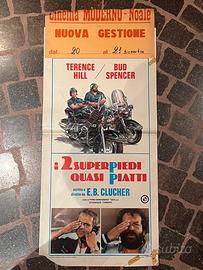 Cinema MODERNO - Noale
NUOVA GESTIONE
dal 20 al 21
TERENCE HILL / BUD SPENCER
i 2 SUPERPIEDI
QUASI PIATTI
scritto e
diretto da E.B. CLUCHER
subito